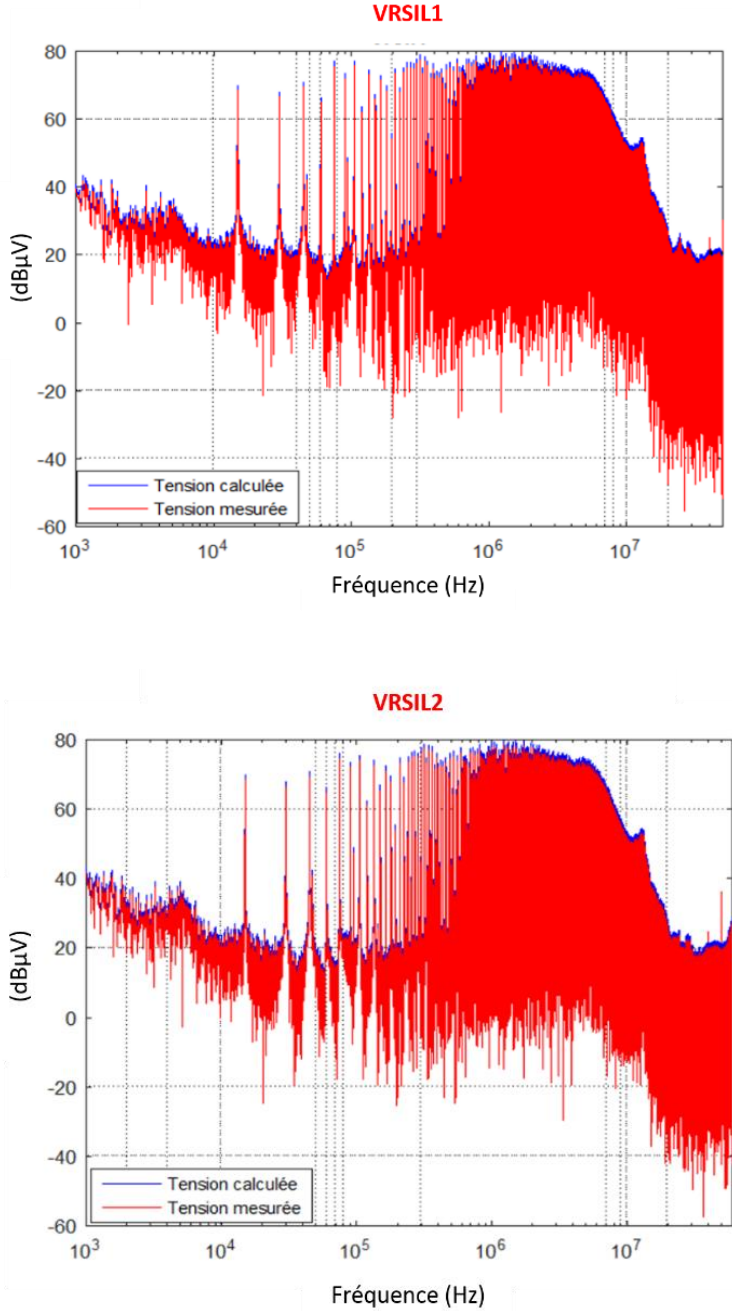 VRSIL1
80
60
40
20
0
-20
-40
-60
(dBµV)
Tension calculée
Tension mesurée
10³ 10⁴ 10⁵ 10⁶ 10⁷
Fréquence (Hz)
VRSIL2
80
60
40
20
0
-20
-40
-60
(dBµV)
Tension calculée
Tension mesurée
10³ 10⁴ 10⁵ 10⁶ 10⁷
Fréquence (Hz)